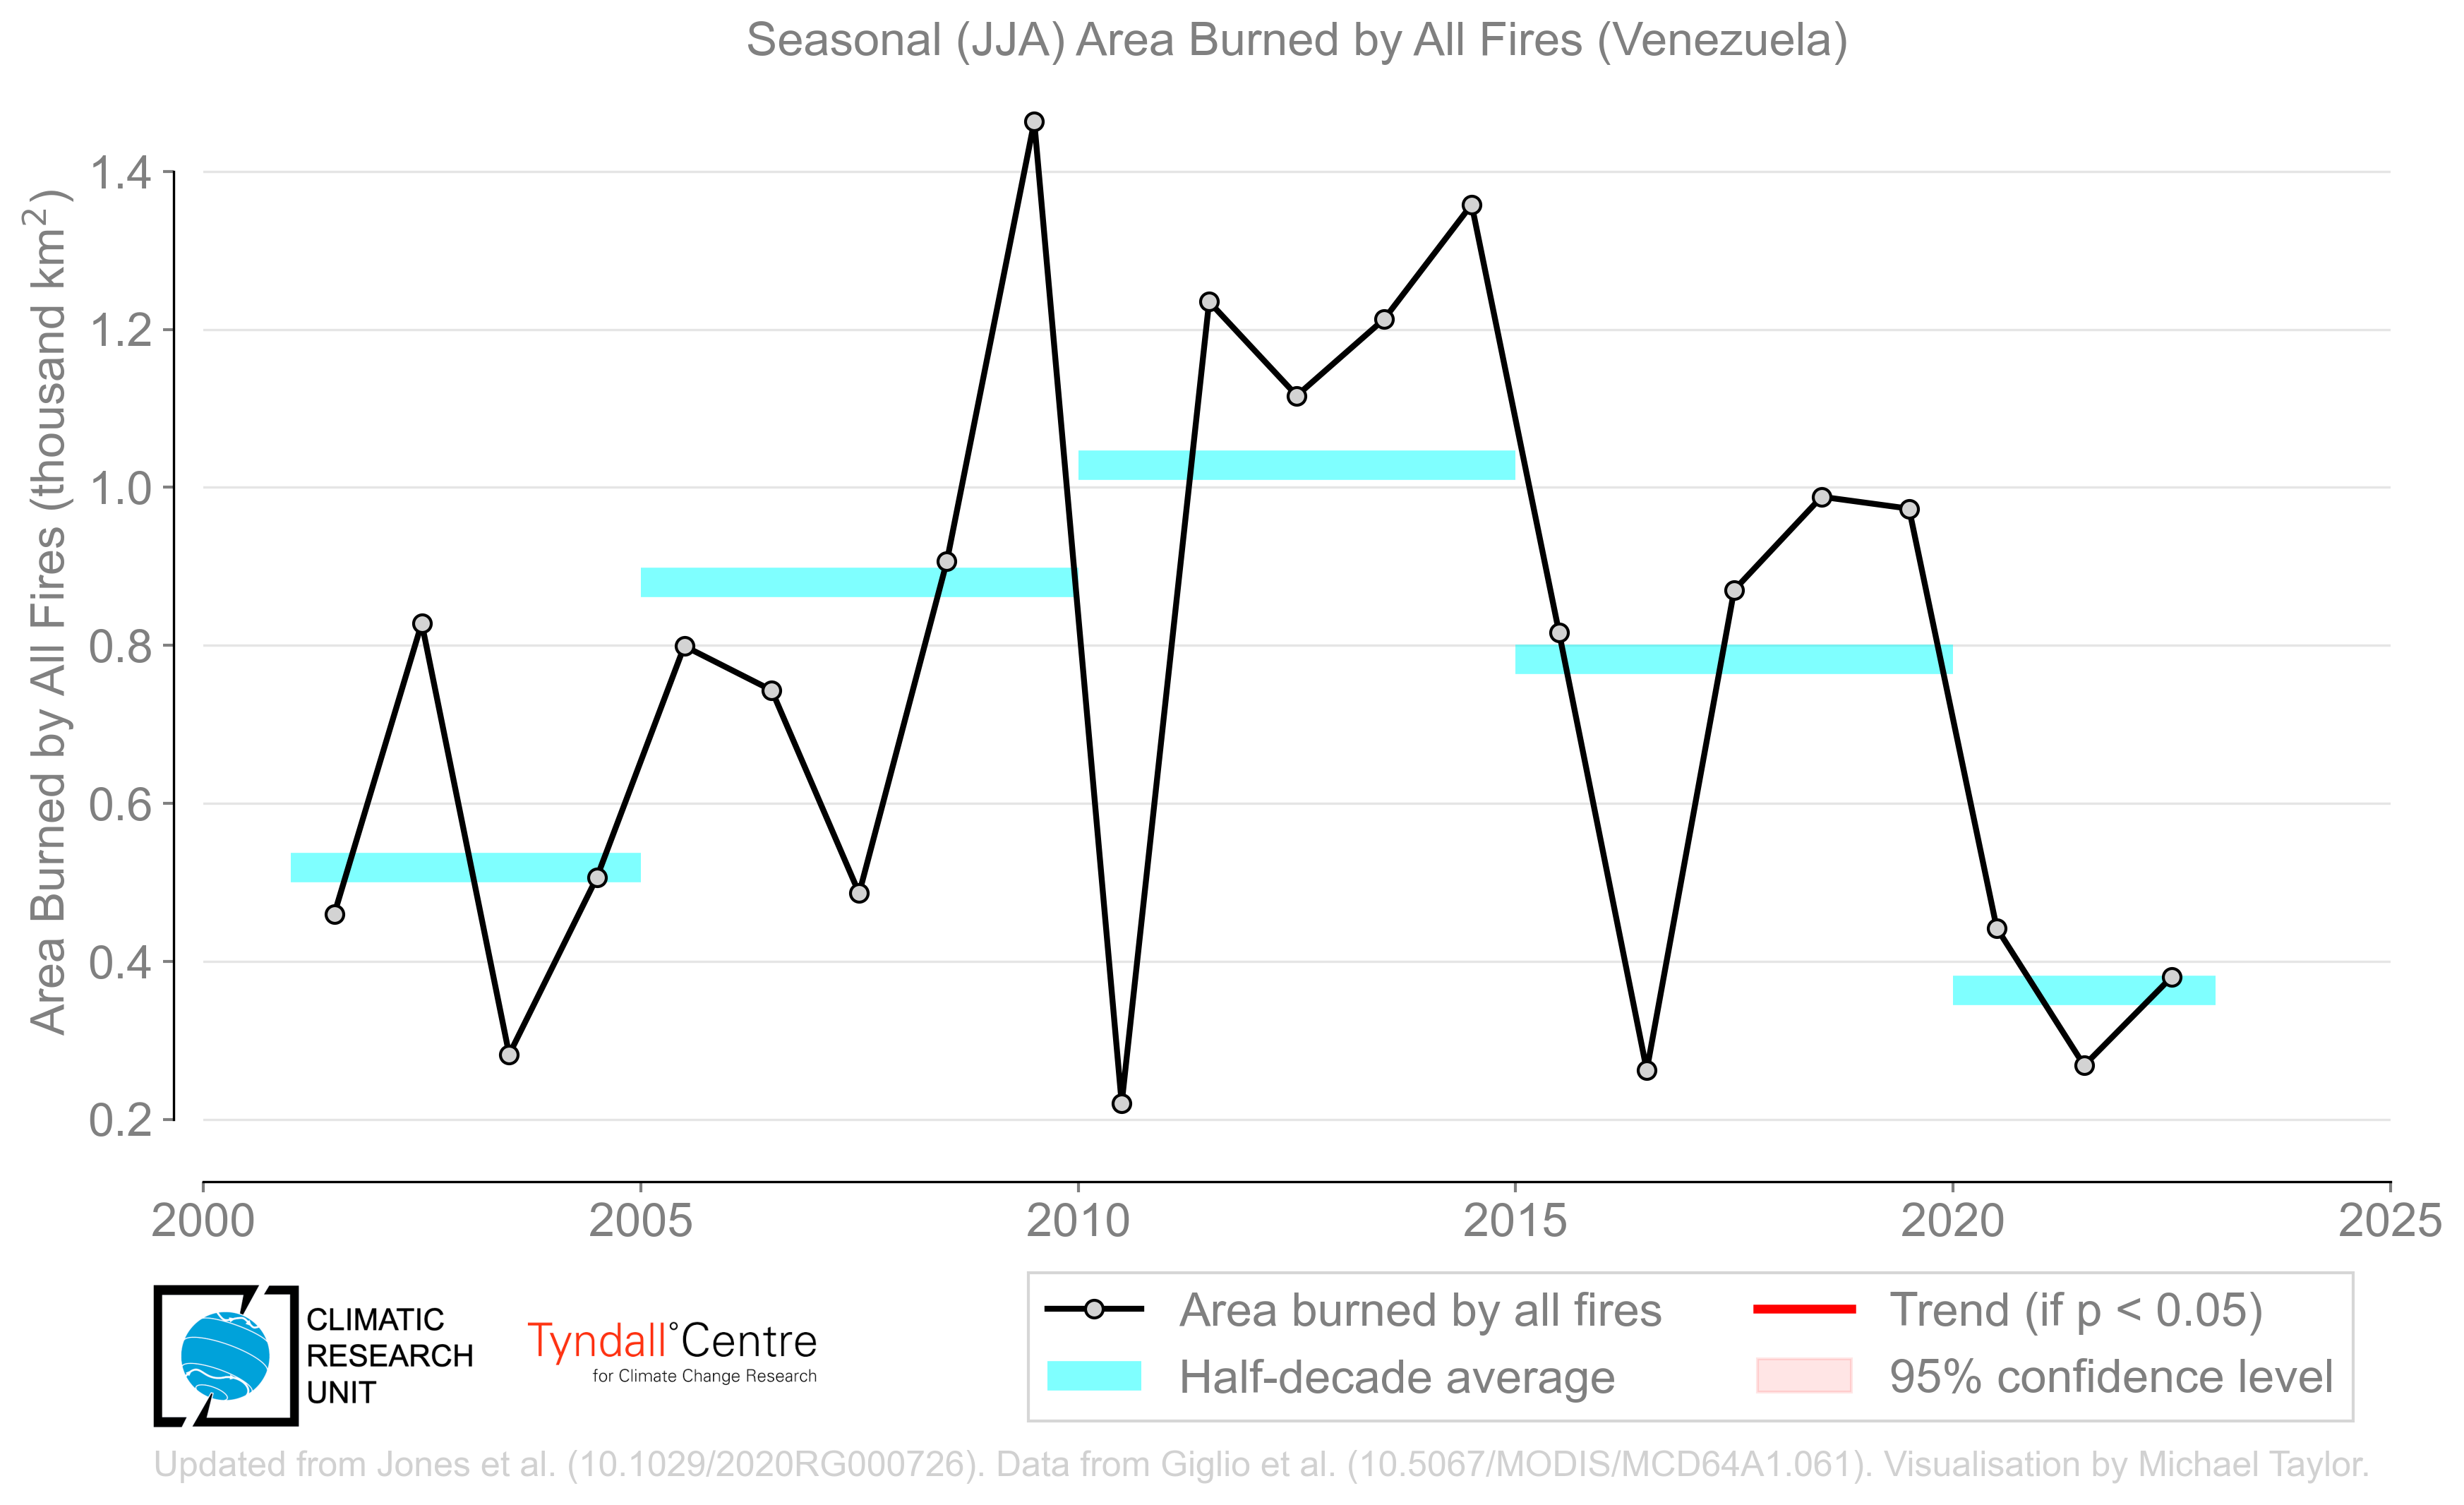 Seasonal (JJA) Area Burned by All Fires (Venezuela)
Area Burned by All Fires (thousand km²)
1.4
1.2
1.0
0.8
0.6
0.4
0.2
2000 2005 2010 2015 2020 2025
Area burned by all fires
Half-decade average
Trend (if p < 0.05)
95% confidence level
CLIMATIC
RESEARCH
UNIT
Tyndall°Centre
for Climate Change Research
Updated from Jones et al. (10.1029/2020RG000726). Data from Giglio et al. (10.5067/MODIS/MCD64A1.061). Visualisation by Michael Taylor.